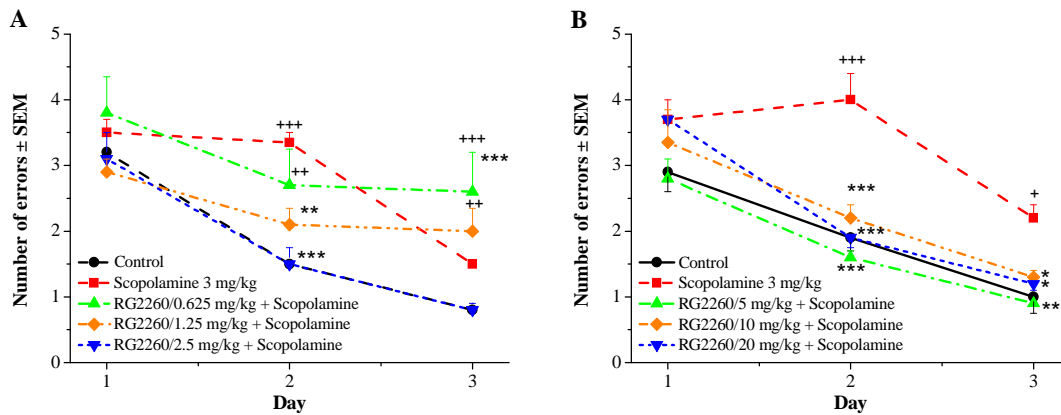 A
Number of errors ± SEM
5
4
3
2
1
0
+++
++
**
***
+++
***
++
Control
Scopolamine 3 mg/kg
RG2260/0.625 mg/kg + Scopolamine
RG2260/1.25 mg/kg + Scopolamine
RG2260/2.5 mg/kg + Scopolamine
1 2 3
Day
B
Number of errors ± SEM
5
4
3
2
1
0
+++
***
***
***
+
*
*
**
Control
Scopolamine 3 mg/kg
RG2260/5 mg/kg + Scopolamine
RG2260/10 mg/kg + Scopolamine
RG2260/20 mg/kg + Scopolamine
1 2 3
Day